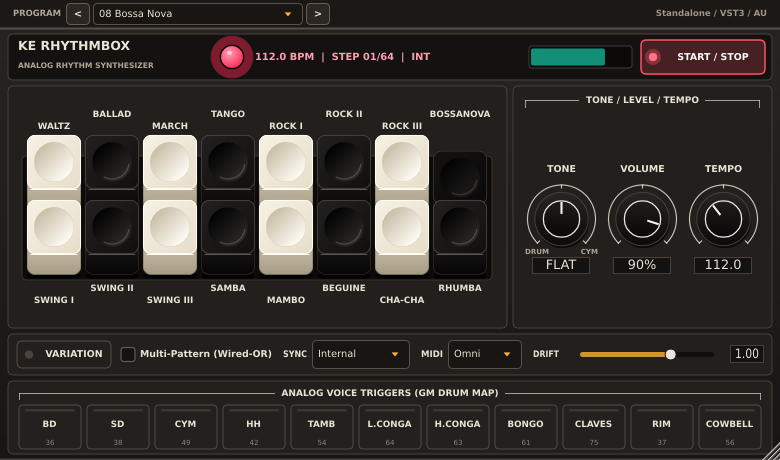 PROGRAM < 08 Bossa Nova > Standalone / VST3 / AU
KE RHYTHMBOX
ANALOG RHYTHM SYNTHESIZER
112.0 BPM | STEP 01/64 | INT
START / STOP
BALLAD TANGO ROCK II BOSSANOVA
WALTZ MARCH ROCK I ROCK III
SWING II SAMBA BEGUINE RHUMBA
SWING I SWING III MAMBO CHA-CHA
TONE / LEVEL / TEMPO
TONE VOLUME TEMPO
DRUM CYM
FLAT 90% 112.0
VARIATION Multi-Pattern (Wired-OR) SYNC Internal MIDI Omni DRIFT 1.00
ANALOG VOICE TRIGGERS (GM DRUM MAP)
BD SD CYM HH TAMB L.CONGA H.CONGA BONGO CLAVES RIM COWBELL
36 38 49 42 54 64 63 61 75 37 56